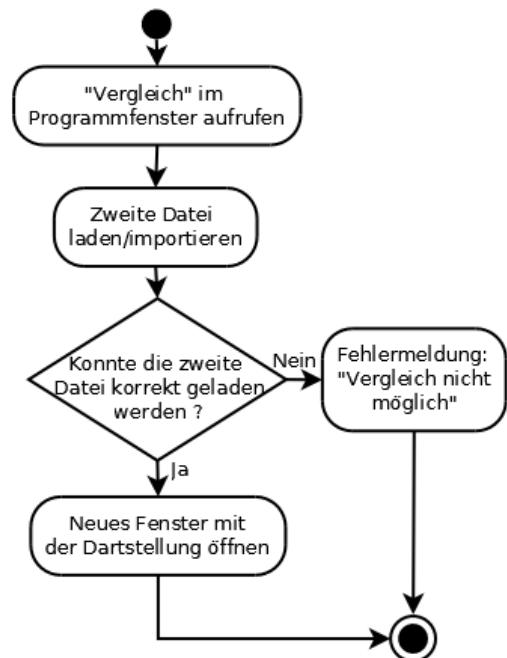 "Vergleich" im
Programmfenster aufrufen
Zweite Datei
laden/importieren
Konnte die zweite
Datei korrekt geladen
werden ?
Nein
Fehlermeldung:
"Vergleich nicht
möglich"
Ja
Neues Fenster mit
der Dartstellung öffnen